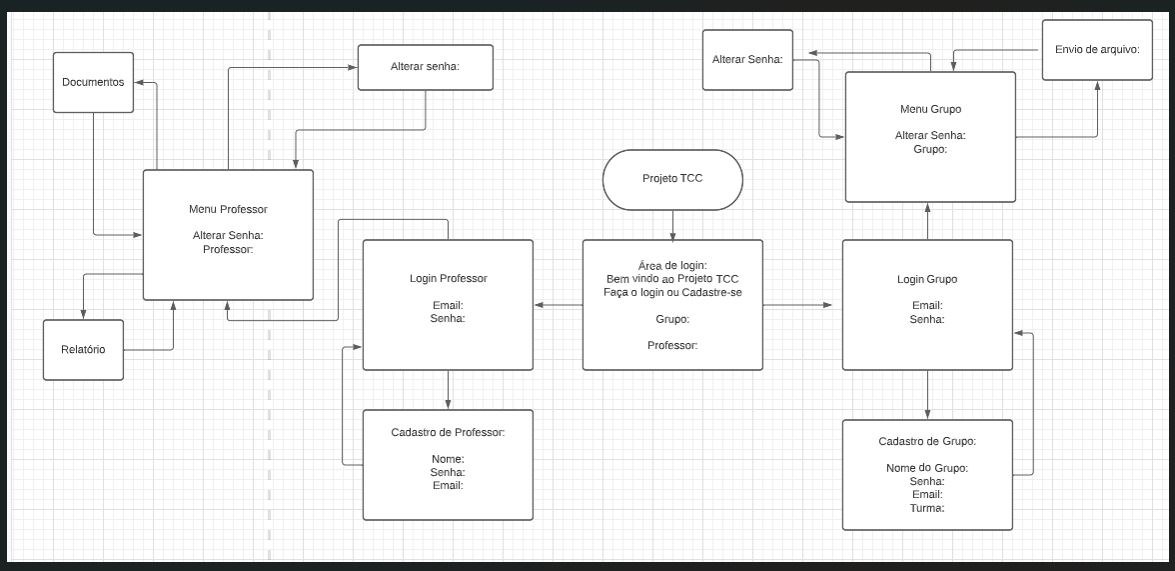 Documentos
Alterar senha:
Alterar Senha:
Envio de arquivo:
Menu Grupo
Alterar Senha:
Grupo:
Projeto TCC
Menu Professor
Alterar Senha:
Professor:
Login Professor
Email:
Senha:
Área de login:
Bem vindo ao Projeto TCC
Faça o login ou Cadastre-se
Grupo:
Professor:
Login Grupo
Email:
Senha:
Relatório
Cadastro de Professor:
Nome:
Senha:
Email:
Cadastro de Grupo:
Nome do Grupo:
Senha:
Email:
Turma: